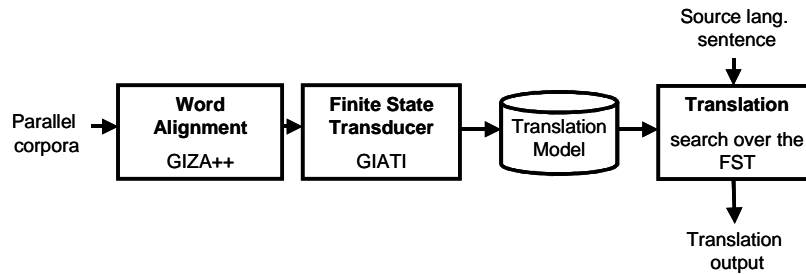 Parallel
corpora
Word
Alignment
GIZA++
Finite State
Transducer
GIATI
Translation
Model
Source lang.
sentence
Translation
search over the
FST
Translation
output